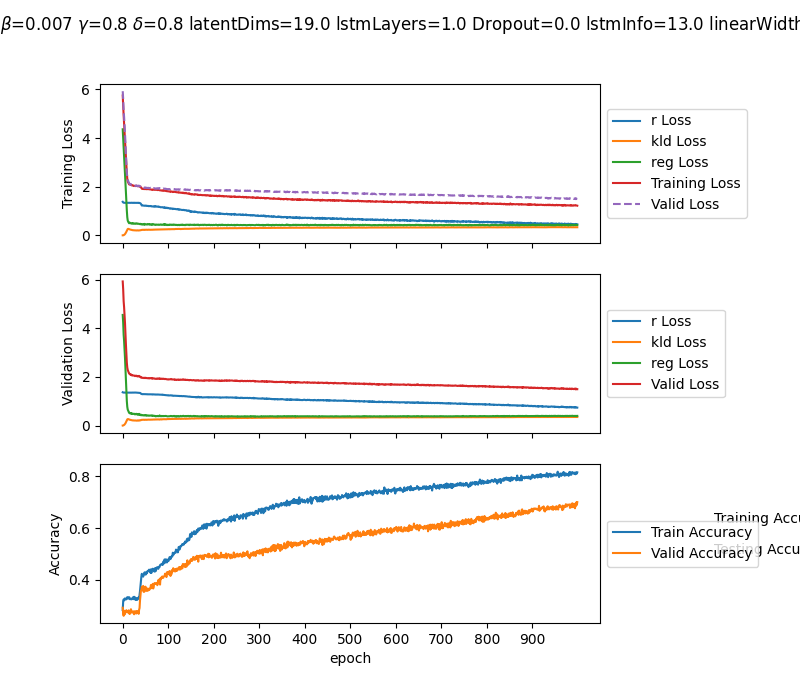 β=0.007 γ=0.8 δ=0.8 latentDims=19.0 lstmLayers=1.0 Dropout=0.0 lstmInfo=13.0 linearWidth
6
4
2
0
Training Loss
r Loss
kld Loss
reg Loss
Training Loss
Valid Loss
6
4
2
0
Validation Loss
r Loss
kld Loss
reg Loss
Valid Loss
0.8
0.6
0.4
Accuracy
Training Accu
Train Accuracy
Valid Accuracy
Testing Accu
0 100 200 300 400 500 600 700 800 900
epoch